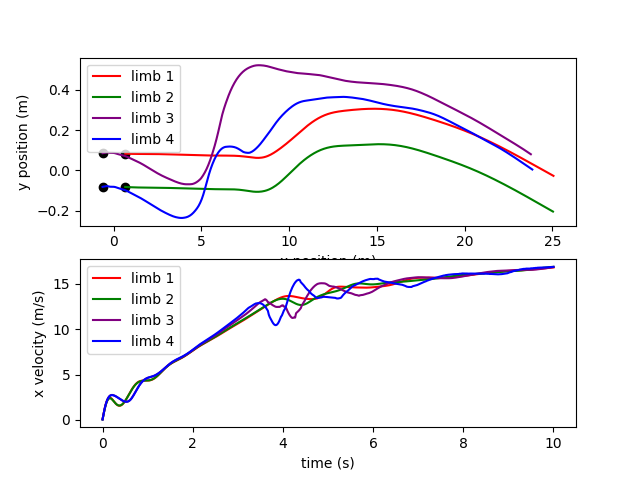 0.4
0.2
0.0
−0.2
y position (m)
limb 1
limb 2
limb 3
limb 4
0 5 10 15 20 25
x position (m)
15
10
5
0
x velocity (m/s)
limb 1
limb 2
limb 3
limb 4
0 2 4 6 8 10
time (s)